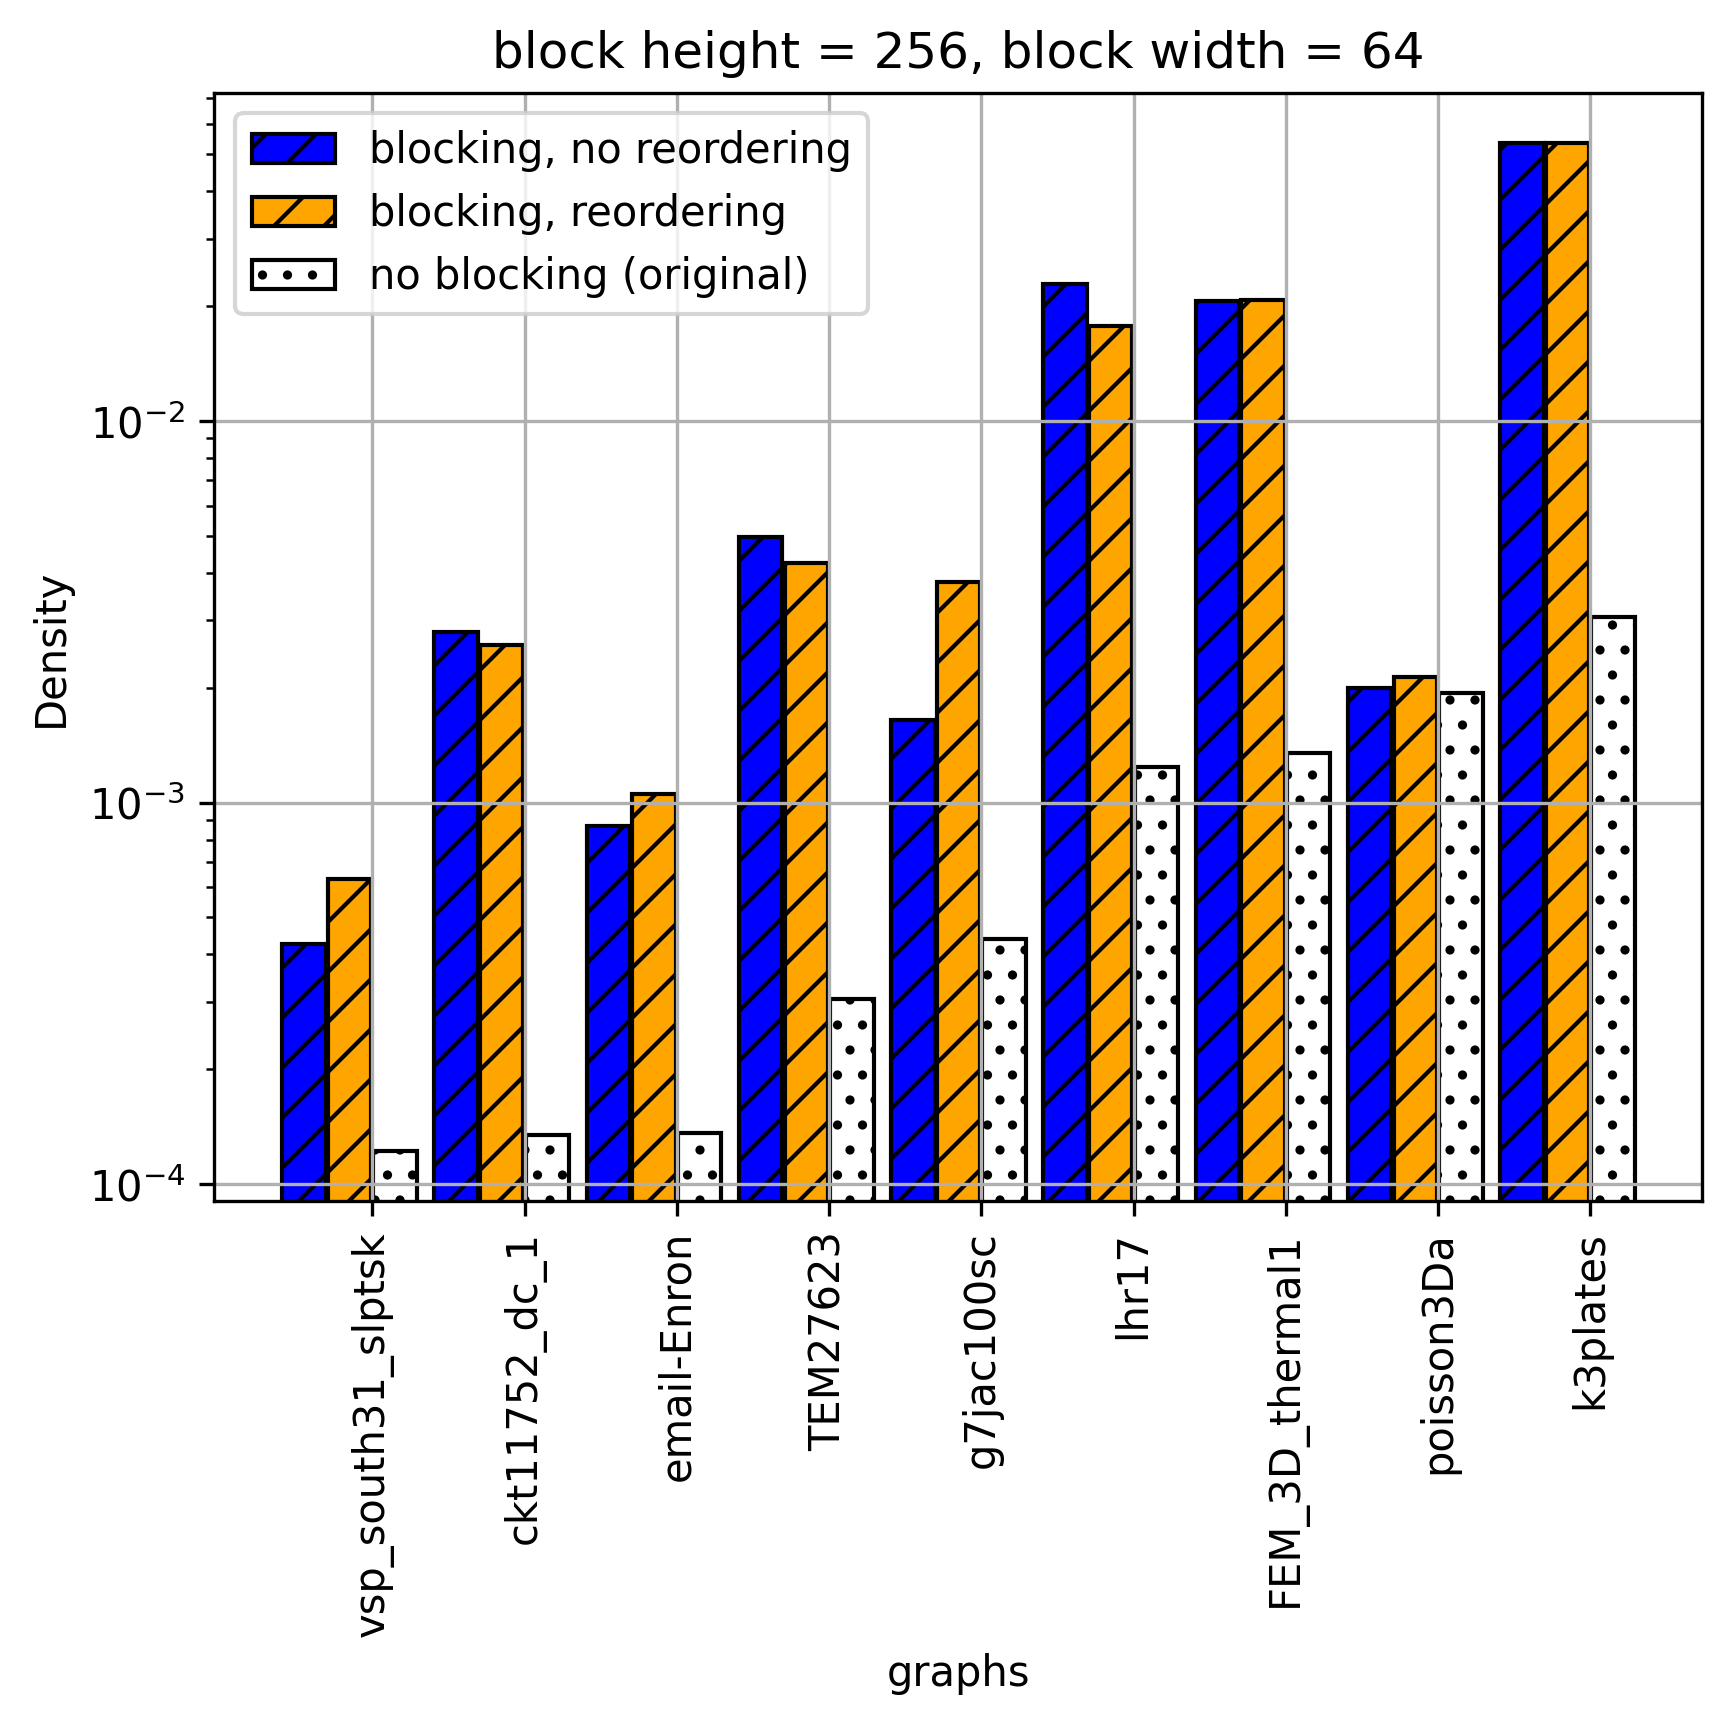 block height = 256, block width = 64
blocking, no reordering
blocking, reordering
no blocking (original)
Density
10⁻²
10⁻³
10⁻⁴
vsp_south31_slptsk
ckt11752_dc_1
email-Enron
TEM27623
g7jac100sc
lhr17
FEM_3D_thermal1
poisson3Da
k3plates
graphs